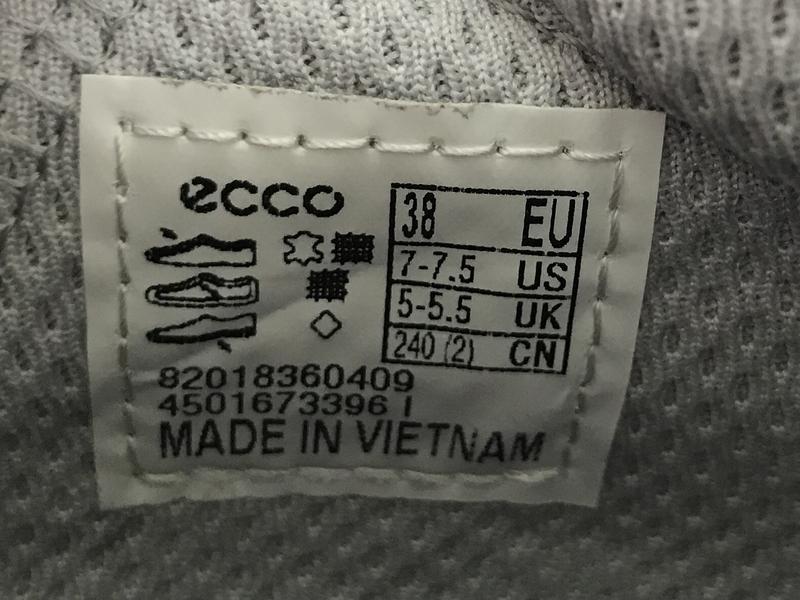 ecco
38 EU
7-7.5 US
5-5.5 UK
240 (2) CN
82018360409
4501673396 I
MADE IN VIETNAM